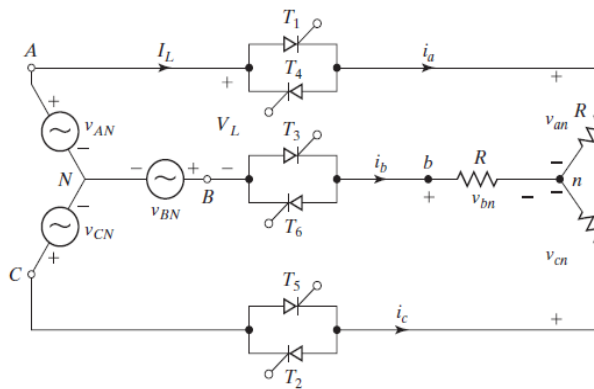 T1
A
IL
ia
+
+
T4
+
vAN
−
VL
T3
van
R
−
N
−
+
−
ib
b
R
−
n
vBN
B
+
vbn
−
−
−
vCN
T6
+
vcn
C
T5
ic
+
T2